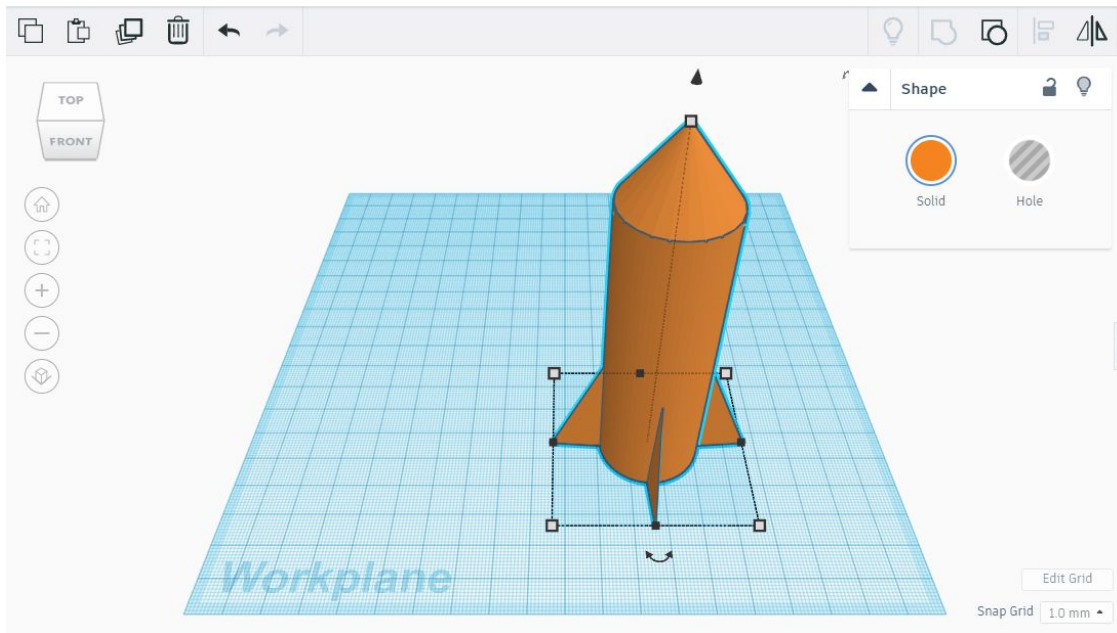 TOP
FRONT
Shape
Solid
Hole
Workplane
Edit Grid
Snap Grid 1.0 mm